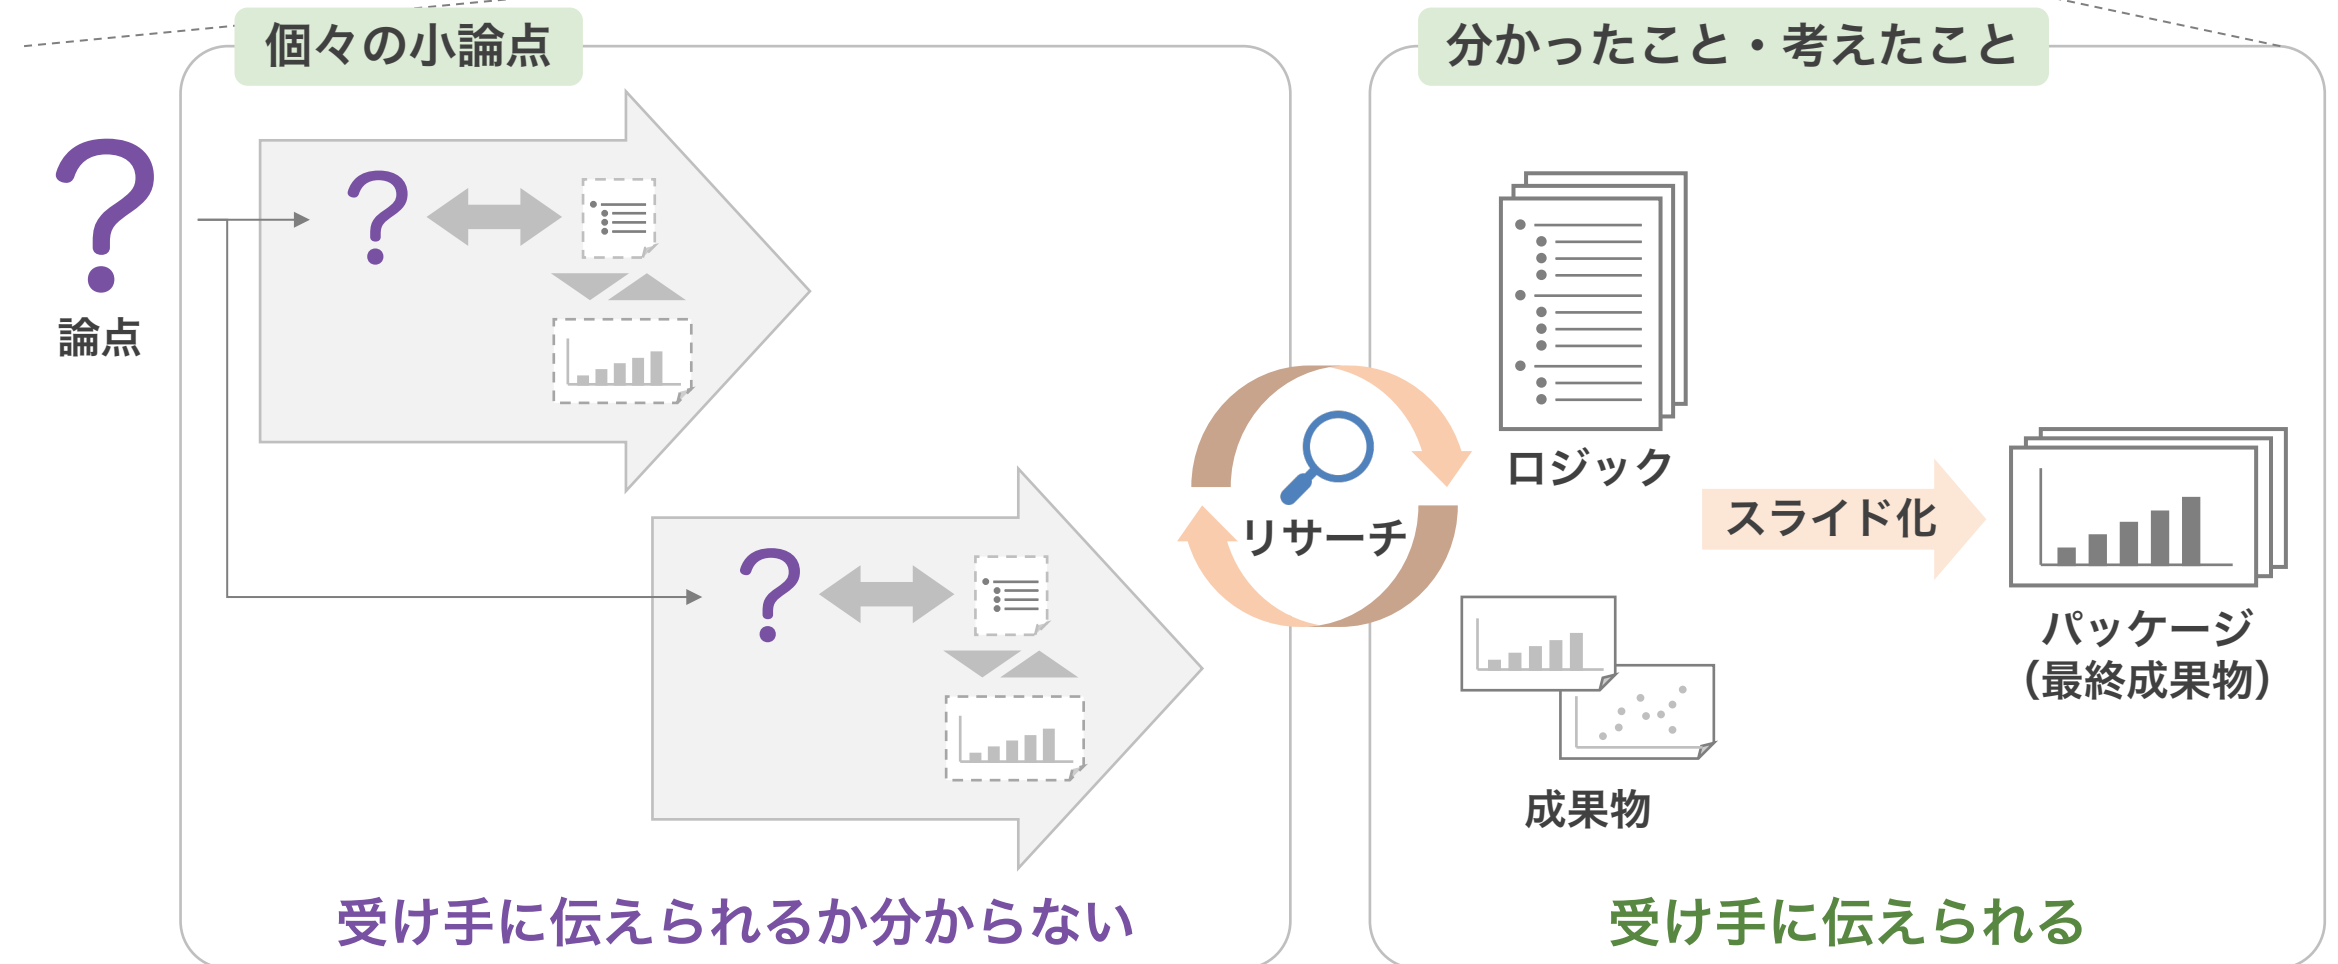 個々の小論点
分かったこと・考えたこと
論点
ロジック
スライド化
リサーチ
パッケージ
（最終成果物）
成果物
受け手に伝えられるか分からない
受け手に伝えられる